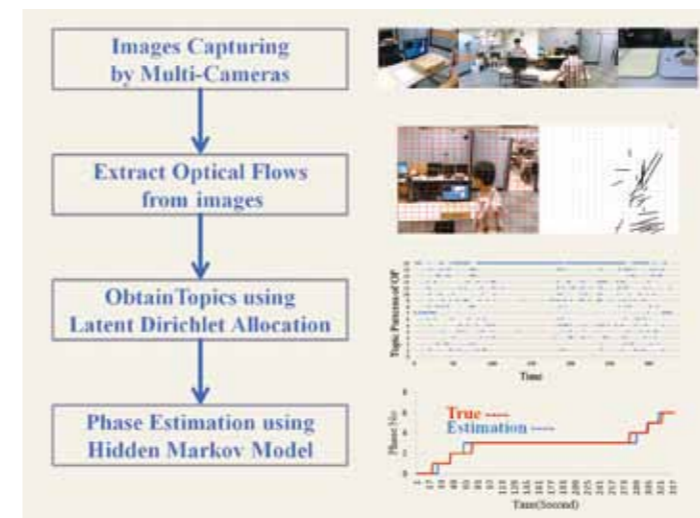 Images Capturing
by Multi-Cameras
Extract Optical Flows
from images
ObtainTopics using
Latent Dirichlet Allocation
Phase Estimation using
Hidden Markov Model
Topic Patterns of OP
Time
Phase No
True
Estimation
Time(Second)